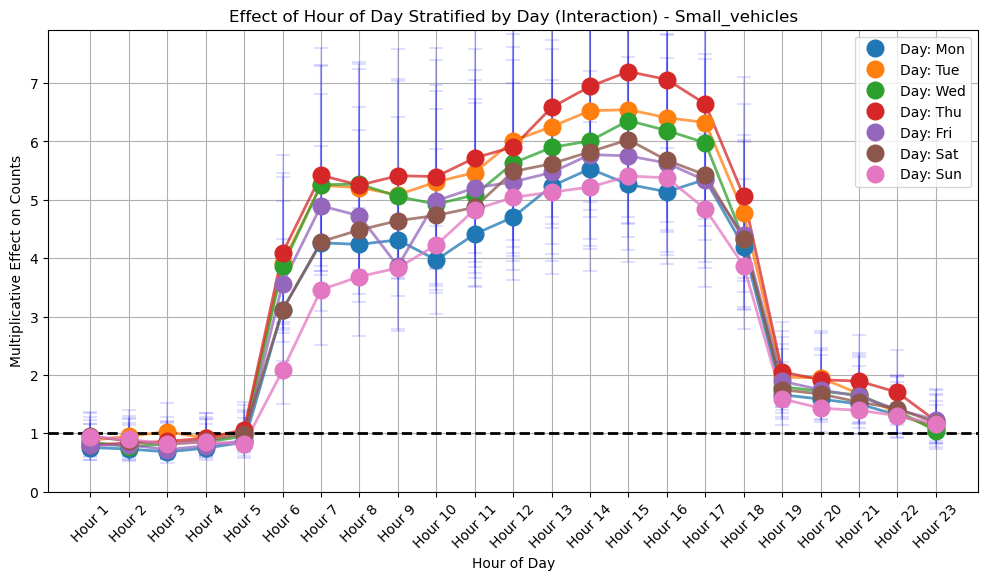 Effect of Hour of Day Stratified by Day (Interaction) - Small_vehicles
Multiplicative Effect on Counts
7
6
5
4
3
2
1
0
Day: Mon
Day: Tue
Day: Wed
Day: Thu
Day: Fri
Day: Sat
Day: Sun
Hour 1
Hour 2
Hour 3
Hour 4
Hour 5
Hour 6
Hour 7
Hour 8
Hour 9
Hour 10
Hour 11
Hour 12
Hour 13
Hour 14
Hour 15
Hour 16
Hour 17
Hour 18
Hour 19
Hour 20
Hour 21
Hour 22
Hour 23
Hour of Day